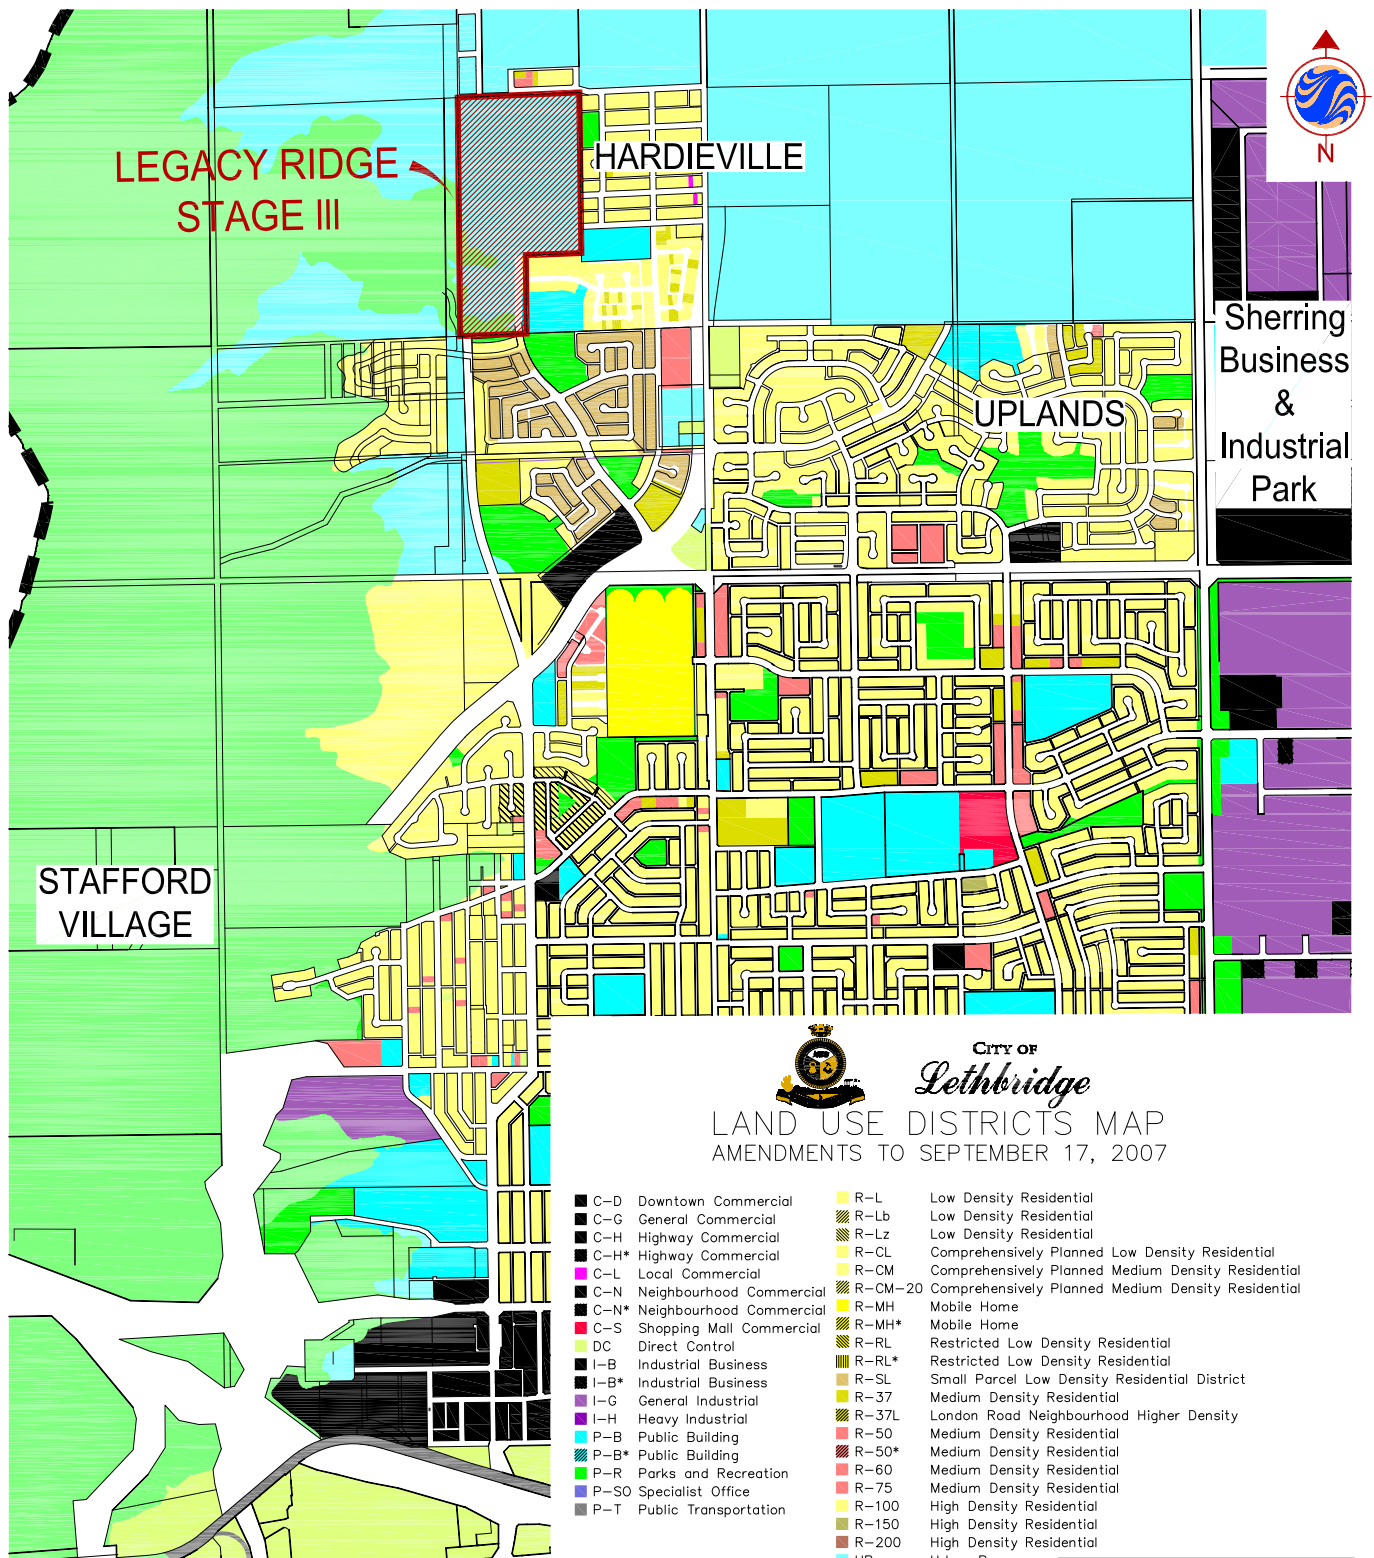 N
LEGACY RIDGE
STAGE III
HARDIEVILLE
Sherring
Business
&
Industrial
Park
UPLANDS
STAFFORD
VILLAGE
CITY OF
Lethbridge
LAND USE DISTRICTS MAP
AMENDMENTS TO SEPTEMBER 17, 2007
C-D Downtown Commercial
C-G General Commercial
C-H Highway Commercial
C-H* Highway Commercial
C-L Local Commercial
C-N Neighbourhood Commercial
C-N* Neighbourhood Commercial
C-S Shopping Mall Commercial
DC Direct Control
I-B Industrial Business
I-B* Industrial Business
I-G General Industrial
I-H Heavy Industrial
P-B Public Building
P-B* Public Building
P-R Parks and Recreation
P-SO Specialist Office
P-T Public Transportation
R-L Low Density Residential
R-Lb Low Density Residential
R-Lz Low Density Residential
R-CL Comprehensively Planned Low Density Residential
R-CM Comprehensively Planned Medium Density Residential
R-CM-20 Comprehensively Planned Medium Density Residential
R-MH Mobile Home
R-MH* Mobile Home
R-RL Restricted Low Density Residential
R-RL* Restricted Low Density Residential
R-SL Small Parcel Low Density Residential District
R-37 Medium Density Residential
R-37L London Road Neighbourhood Higher Density
R-50 Medium Density Residential
R-50* Medium Density Residential
R-60 Medium Density Residential
R-75 Medium Density Residential
R-100 High Density Residential
R-150 High Density Residential
R-200 High Density Residential